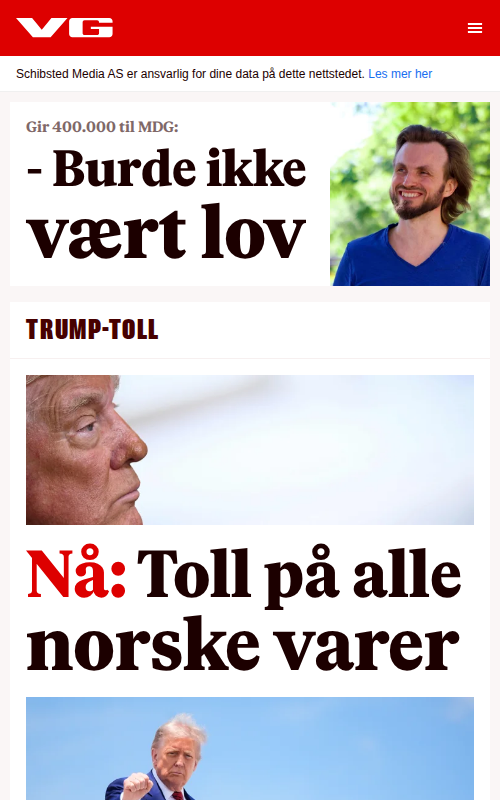 VG
Schibsted Media AS er ansvarlig for dine data på dette nettstedet. Les mer her
Gir 400.000 til MDG:
- Burde ikke
vært lov
TRUMP-TOLL
Nå: Toll på alle
norske varer